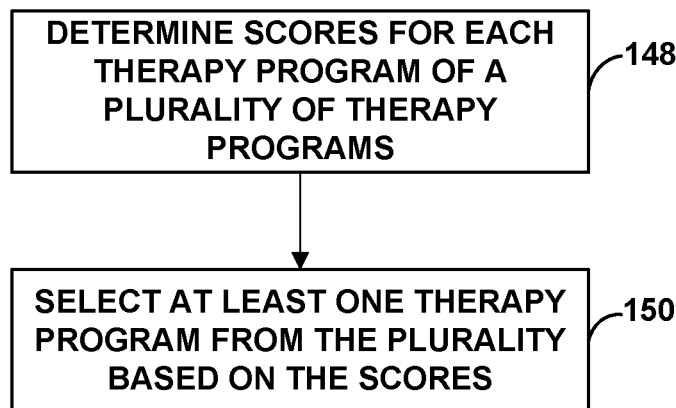 DETERMINE SCORES FOR EACH
THERAPY PROGRAM OF A
PLURALITY OF THERAPY
PROGRAMS
148
SELECT AT LEAST ONE THERAPY
PROGRAM FROM THE PLURALITY
BASED ON THE SCORES
150